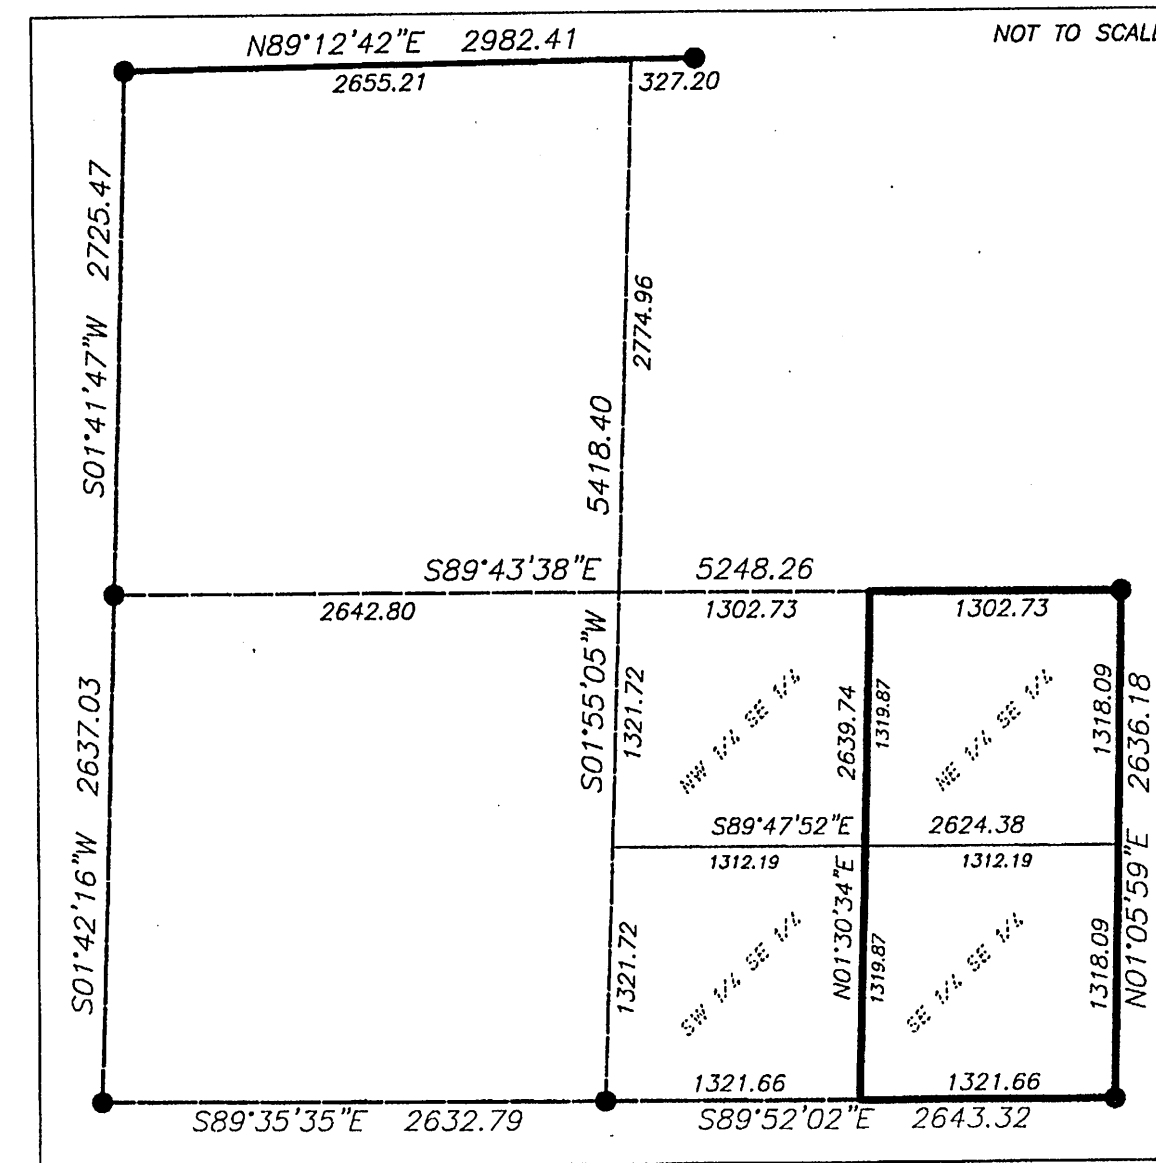 NOT TO SCALE
N89°12'42"E 2982.41
2655.21
327.20
S01°41'47"W 2725.47
2774.96
5418.40
S89°43'38"E 5248.26
2642.80
1302.73
1302.73
S01°42'16"W 2637.03
S01°55'05"W
1321.72
NW 1/4 SE 1/4
2639.74
1319.87
NE 1/4 SE 1/4
1318.09
2636.18
S89°47'52"E 2624.38
1312.19
1312.19
1321.72
SW 1/4 SE 1/4
N01°30'34"E
1319.87
SE 1/4 SE 1/4
1318.09
N01°05'59"E
1321.66
1321.66
S89°35'35"E 2632.79
S89°52'02"E 2643.32